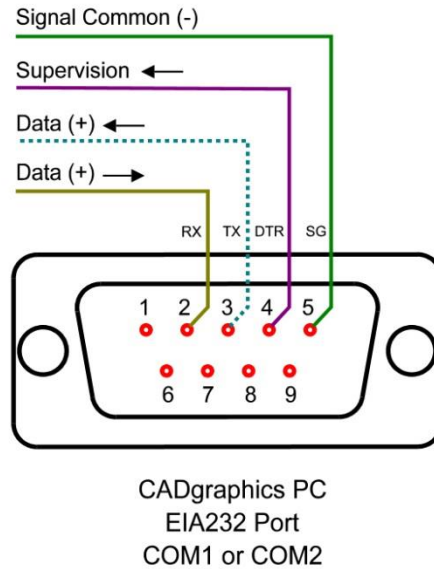 Signal Common (-)
Supervision
Data (+)
Data (+)
RX TX DTR SG
1 2 3 4 5
6 7 8 9
CADgraphics PC
EIA232 Port
COM1 or COM2